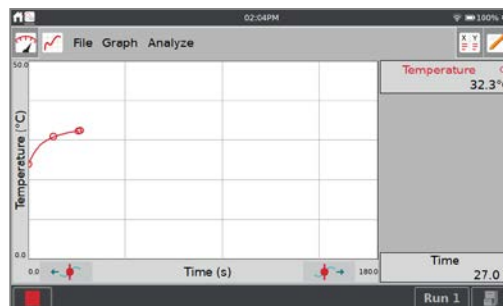 02:04PM
100%
File Graph Analyze
X Y
50.0
Temperature
32.3°
Temperature (°C)
0.0
0.0
Time (s)
180.0
Time
27.0
Run 1